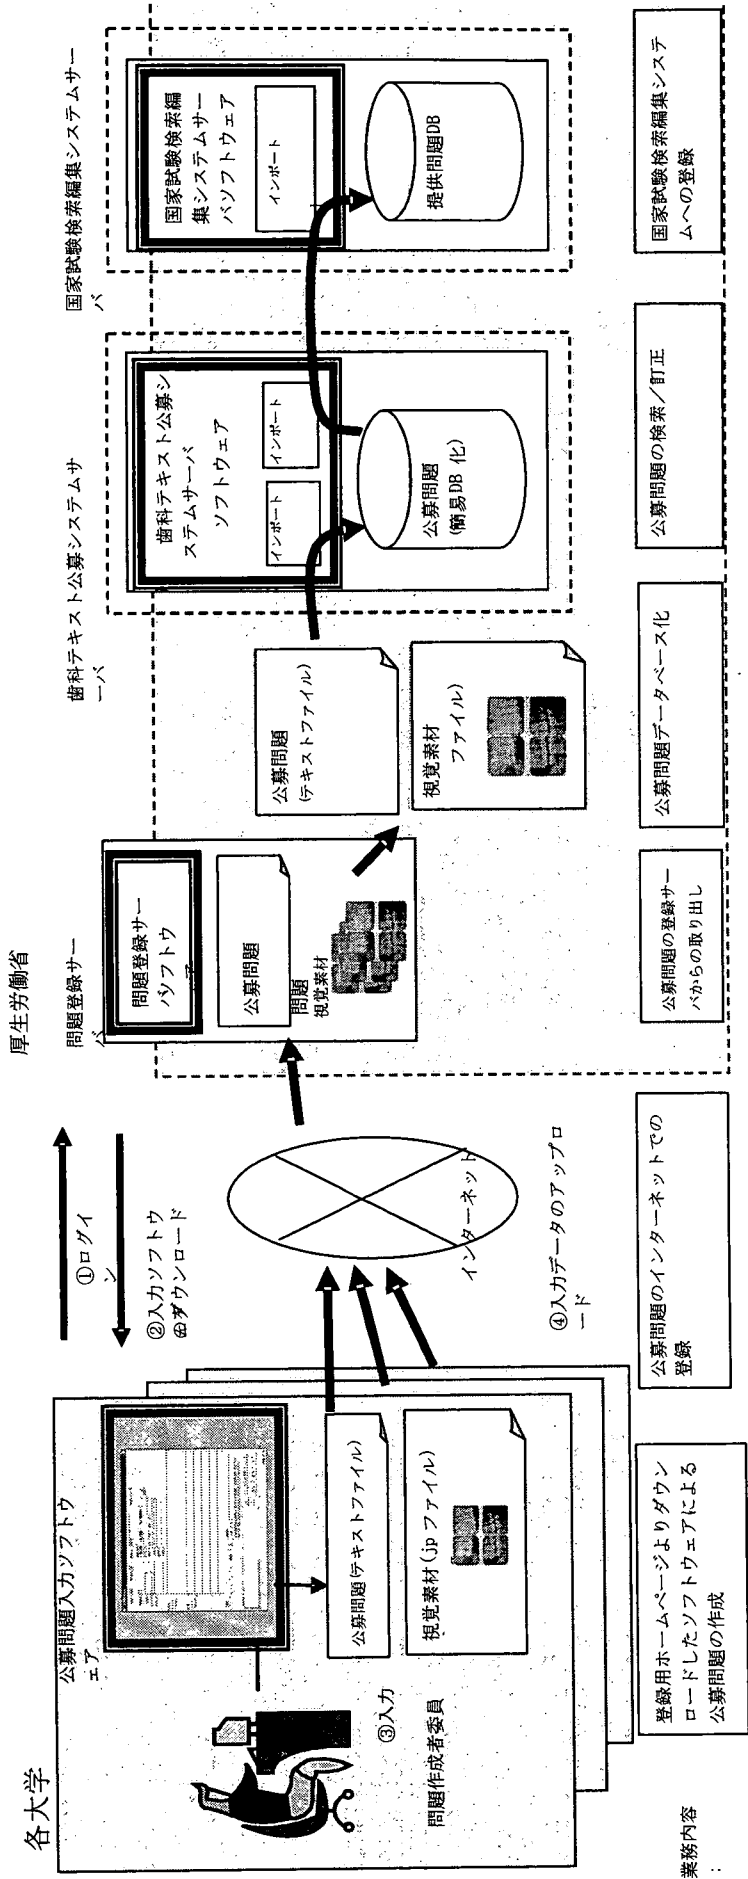 各大学
公募問題入力ソフトウ
ェア
③入力
問題作成者委員
公募問題(テキストファイル)
視覚素材(jpファイル)
①ログイ
ン
②入力ソフトウ
ダウンロード
インターネット
④入力データのアップロ
ード
厚生労働省
問題登録サー
バ
問題登録サー
バソフトウ
ェア
公募問題
問題
視覚素材
公募問題
(テキストファイル)
視覚素材
ファイル)
歯科テキスト公募システムサ
ーバ
歯科テキスト公募シ
ステムサーバ
ソフトウェア
インポート
インポート
公募問題
(簡易DB化)
国家試験検索編集システムサー
バ
国家試験検索編
集システムサー
バソフトウェア
インポート
提供問題DB
業務内容
:
登録用ホームページよりダウン
ロードしたソフトウェアによる
公募問題の作成
公募問題のインターネットでの
登録
公募問題の登録サー
バからの取り出し
公募問題データベース化
公募問題の検索/訂正
国家試験検索編集システ
ムへの登録